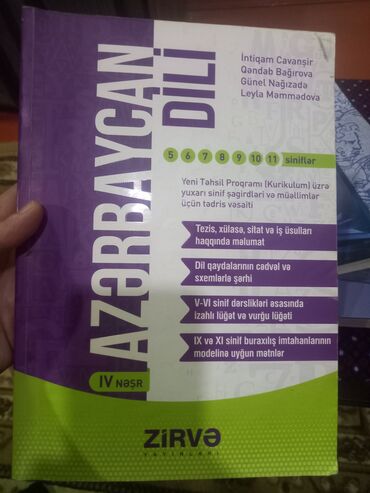 İntiqam Cavanşir
Qəndab Bağırova
Günel Nağızadə
Leyla Məmmədova
AZƏRBAYCAN
DİLİ
5 6 7 8 9 10 11 siniflər
Yeni Təhsil Proqramı (Kurikulum) üzrə
yuxarı sinif şagirdləri və müəllimlər
üçün tədris vəsaiti
Tezis, xülasə, sitat və iş üsulları
haqqında məlumat
Dil qaydalarının cədvəl və
sxemlərlə şərhi
V-VI sinif dərslikləri əsasında
izahlı lüğət və vurğu lüğəti
IX və XI sinif buraxılış imtahanlarının
modelinə uyğun mətnlər
IV NƏŞR
ZİRVƏ
YAYINLARI